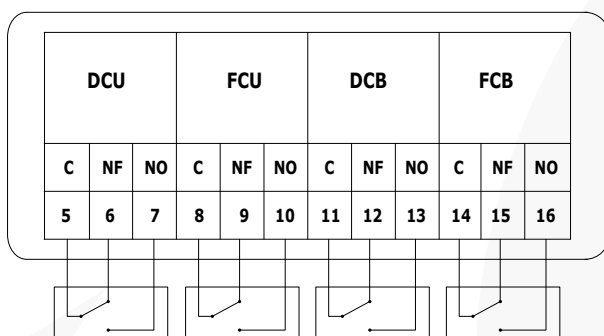 DCU FCU DCB FCB
C NF NO C NF NO C NF NO C NF NO
5 6 7 8 9 10 11 12 13 14 15 16